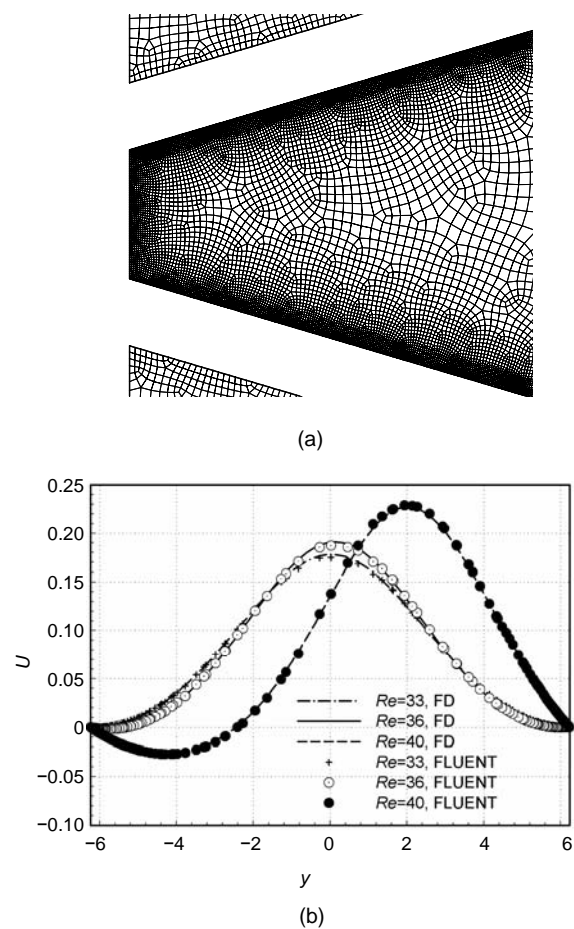 (a)
0.25
0.20
0.15
0.10
0.05
0
−0.05
−0.10
U
Re=33, FD
Re=36, FD
Re=40, FD
Re=33, FLUENT
Re=36, FLUENT
Re=40, FLUENT
−6 −4 −2 0 2 4 6
y
(b)